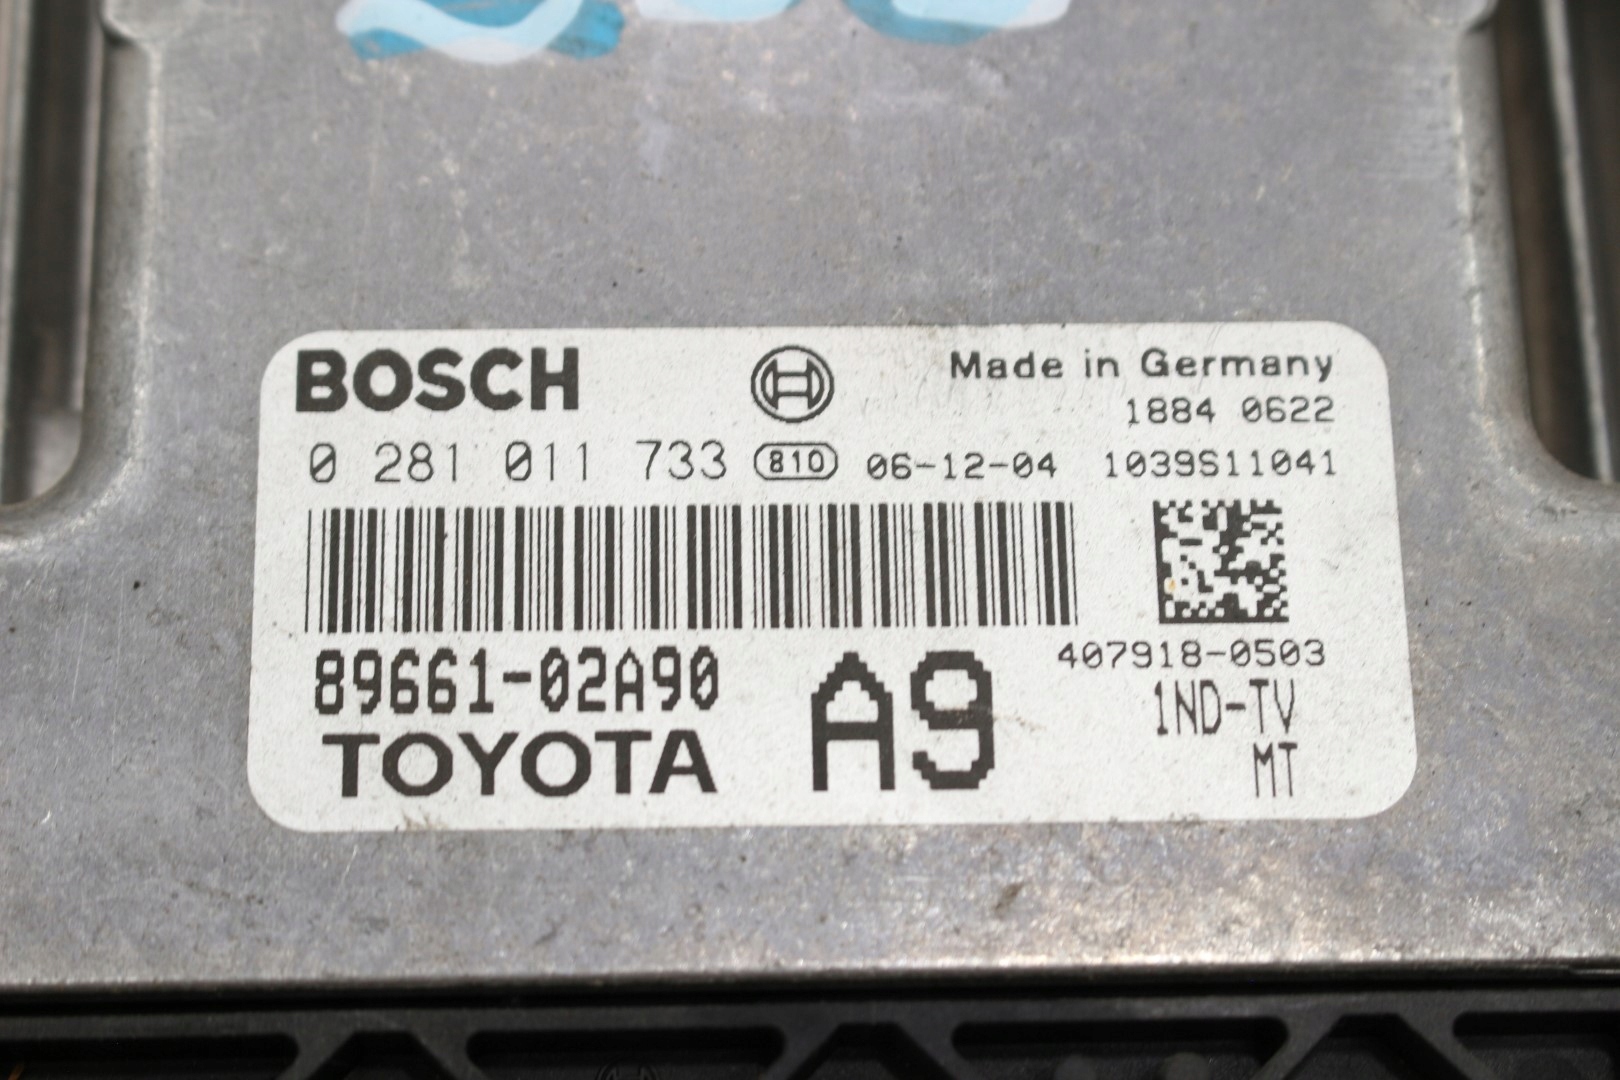 BOSCH
Made in Germany
1884 0622
0 281 011 733 810 06-12-04 1039S11041
407918-0503
89661-02A90
A9
1ND-TV
TOYOTA
MT